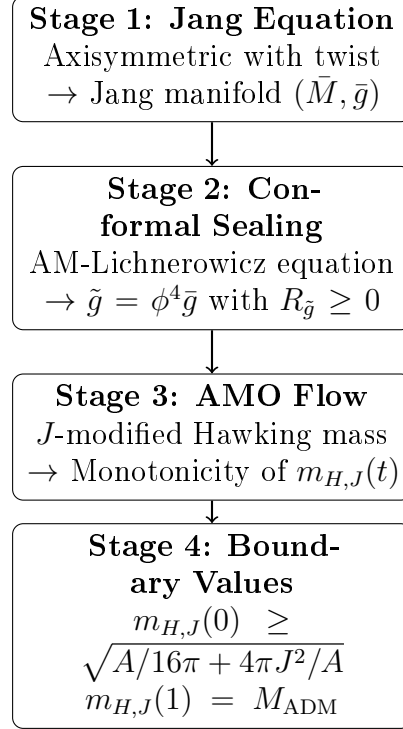 Stage 1: Jang Equation
Axisymmetric with twist
→ Jang manifold (M̄, ḡ)
Stage 2: Con-
formal Sealing
AM-Lichnerowicz equation
→ g̃ = ϕ⁴ḡ with R_g̃ ≥ 0
Stage 3: AMO Flow
J-modified Hawking mass
→ Monotonicity of m_{H,J}(t)
Stage 4: Bound-
ary Values
m_{H,J}(0) ≥
√(A/16π + 4πJ²/A)
m_{H,J}(1) = M_ADM